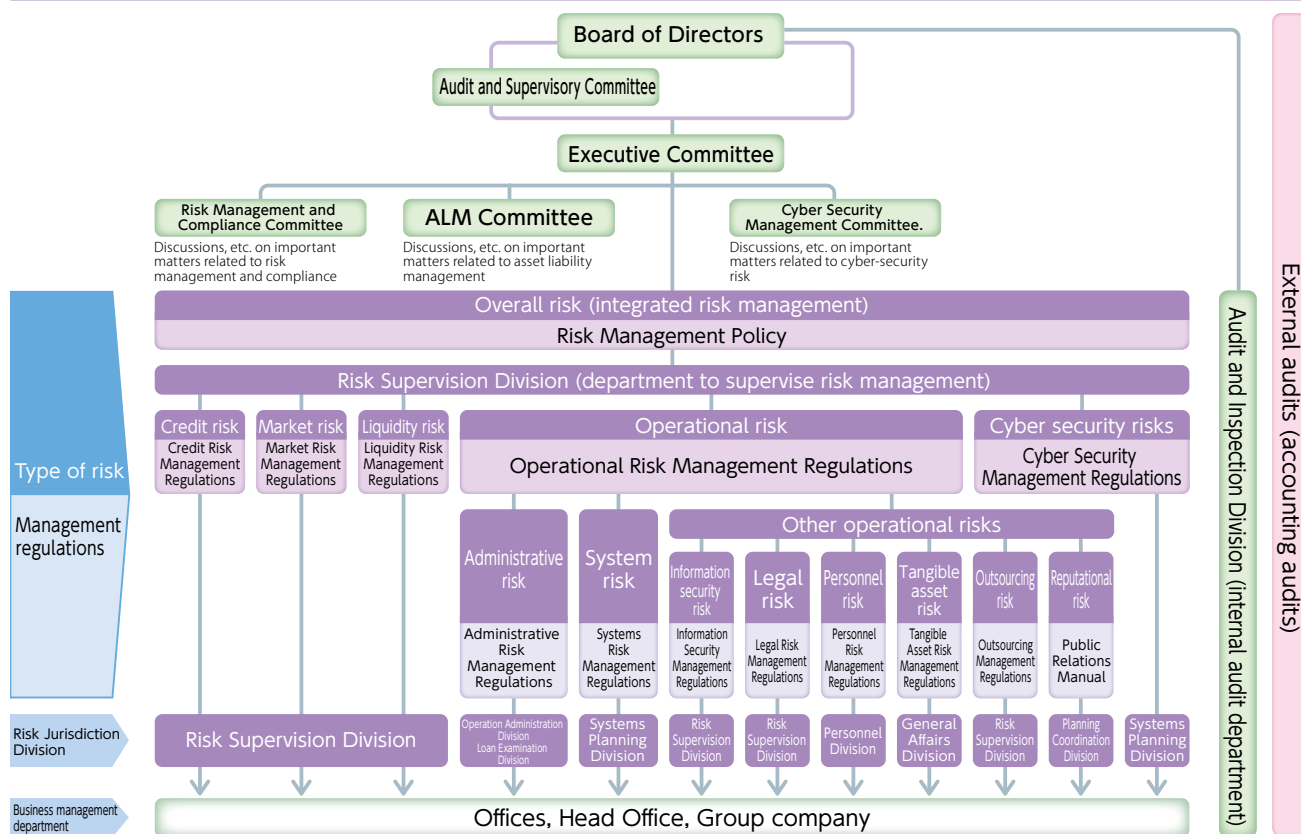 Board of Directors
Audit and Supervisory Committee
Executive Committee
Risk Management and
Compliance Committee
Discussions, etc. on important
matters related to risk
management and compliance
ALM Committee
Discussions, etc. on important
matters related to asset liability
management
Cyber Security
Management Committee.
Discussions, etc. on important
matters related to cyber-security
risk
Overall risk (integrated risk management)
Risk Management Policy
Risk Supervision Division (department to supervise risk management)
Type of risk
Management
regulations
Credit risk
Credit Risk
Management
Regulations
Market risk
Market Risk
Management
Regulations
Liquidity risk
Liquidity Risk
Management
Regulations
Operational risk
Operational Risk Management Regulations
Cyber security risks
Cyber Security
Management Regulations
Administrative
risk
Administrative
Risk
Management
Regulations
System
risk
Systems
Risk
Management
Regulations
Other operational risks
Information
security
risk
Information
Security
Management
Regulations
Legal
risk
Legal Risk
Management
Regulations
Personnel
risk
Personnel
Risk
Management
Regulations
Tangible
asset
risk
Tangible
Asset Risk
Management
Regulations
Outsourcing
risk
Outsourcing
Management
Regulations
Reputational
risk
Public
Relations
Manual
Risk Jurisdiction
Division
Risk Supervision Division
Operation Administration
Division
Loan Examination
Division
Systems
Planning
Division
Risk
Supervision
Division
Risk
Supervision
Division
Personnel
Division
General
Affairs
Division
Risk
Supervision
Division
Planning
Coordination
Division
Systems
Planning
Division
Business management
department
Offices, Head Office, Group company
Audit and Inspection Division (internal audit department)
External audits (accounting audits)